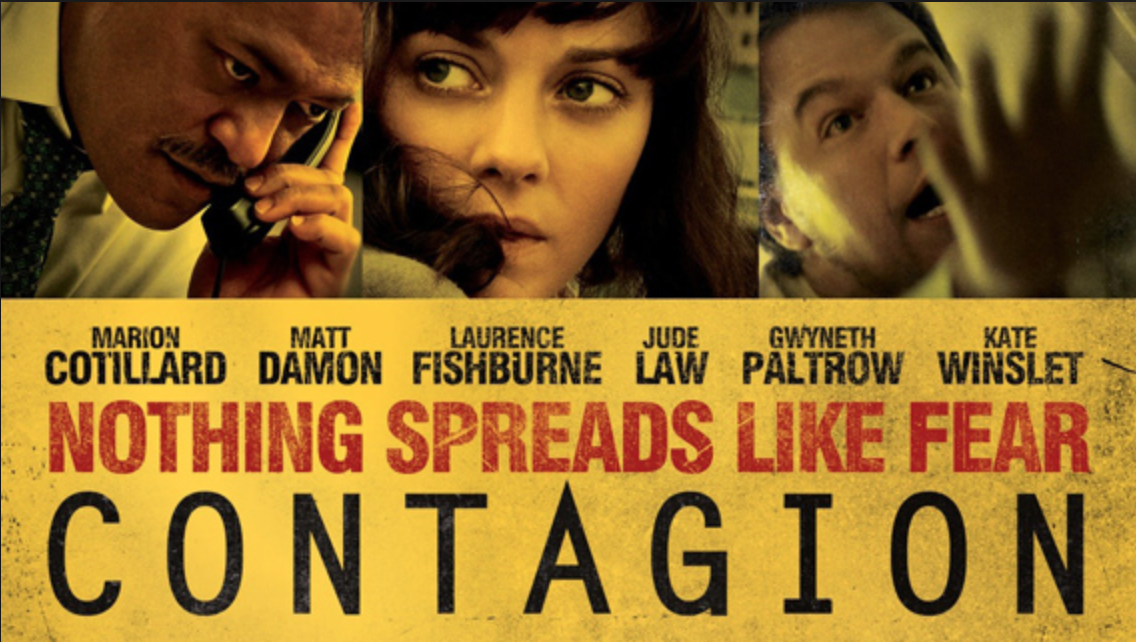 MARION MATT LAURENCE JUDE GWYNETH KATE
COTILLARD DAMON FISHBURNE LAW PALTROW WINSLET
NOTHING SPREADS LIKE FEAR
CONTAGION